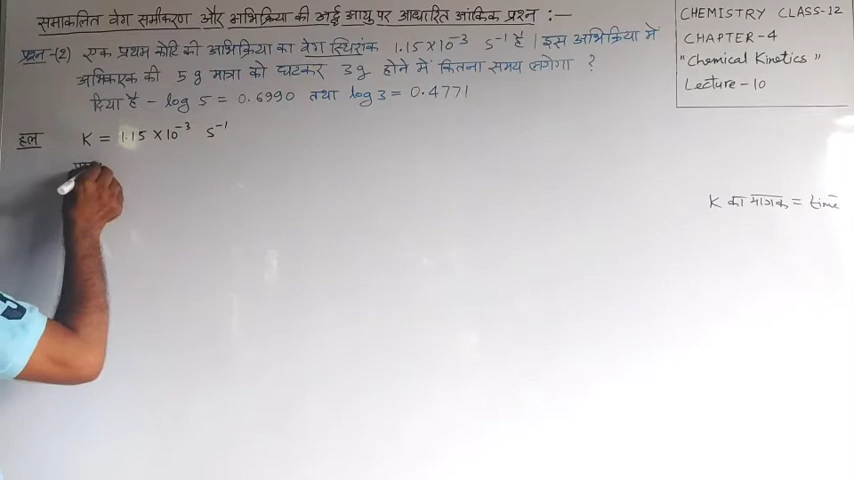 समाकलित वेग समीकरण और अभिक्रिया की अर्द्ध आयु पर आधारित आंकिक प्रश्न :—
प्रश्न-(2) एक प्रथम कोटि की अभिक्रिया का वेग स्थिरांक 1.15×10⁻³ s⁻¹ है | इस अभिक्रिया में
अभिकारक की 5 g मात्रा को घटकर 3g होने में कितना समय लगेगा ?
दिया है – log 5 = 0.6990 तथा log 3 = 0.4771
हल K = 1.15 ×10⁻³ s⁻¹
CHEMISTRY CLASS-12
CHAPTER-4
"Chemical Kinetics"
Lecture-10
K का मात्रक = time⁻